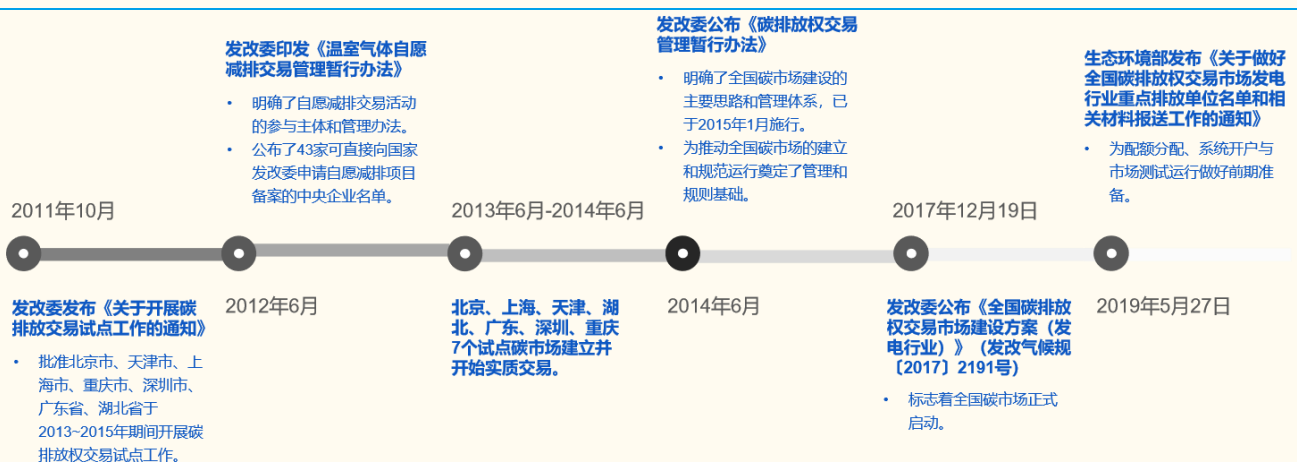 2011年10月
发改委发布《关于开展碳
排放交易试点工作的通知》
• 批准北京市、天津市、上
海市、重庆市、深圳市、
广东省、湖北省于
2013~2015年期间开展碳
排放权交易试点工作。
发改委印发《温室气体自愿
减排交易管理暂行办法》
• 明确了自愿减排交易活动
的参与主体和管理办法。
• 公布了43家可直接向国家
发改委申请自愿减排项目
备案的中央企业名单。
2012年6月
2013年6月-2014年6月
北京、上海、天津、湖
北、广东、深圳、重庆
7个试点碳市场建立并
开始实质交易。
发改委公布《碳排放权交易
管理暂行办法》
• 明确了全国碳市场建设的
主要思路和管理体系，已
于2015年1月施行。
• 为推动全国碳市场的建立
和规范运行奠定了管理和
规则基础。
2014年6月
2017年12月19日
发改委公布《全国碳排放
权交易市场建设方案（发
电行业）》（发改气候规
〔2017〕2191号)
• 标志着全国碳市场正式
启动。
生态环境部发布《关于做好
全国碳排放权交易市场发电
行业重点排放单位名单和相
关材料报送工作的通知》
• 为配额分配、系统开户与
市场测试运行做好前期准
备。
2019年5月27日